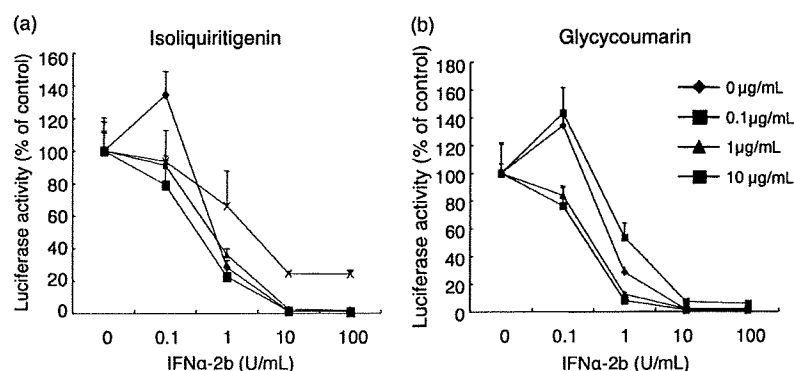 (a)
Isoliquiritigenin
Luciferase activity (% of control)
160
140
120
100
80
60
40
20
0
0 0.1 1 10 100
IFNα-2b (U/mL)
(b)
Glycycoumarin
Luciferase activity (% of control)
180
160
140
120
100
80
60
40
20
0
0 0.1 1 10 100
IFNα-2b (U/mL)
0 µg/mL
0.1 µg/mL
1 µg/mL
10 µg/mL